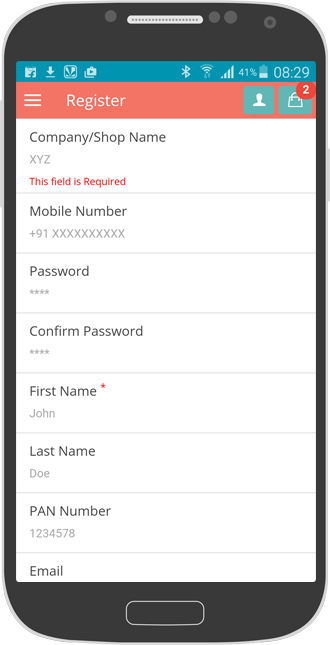 41% 08:29
Register 2
Company/Shop Name
XYZ
This field is Required
Mobile Number
+91 XXXXXXXXXX
Password
****
Confirm Password
****
First Name *
John
Last Name
Doe
PAN Number
1234578
Email